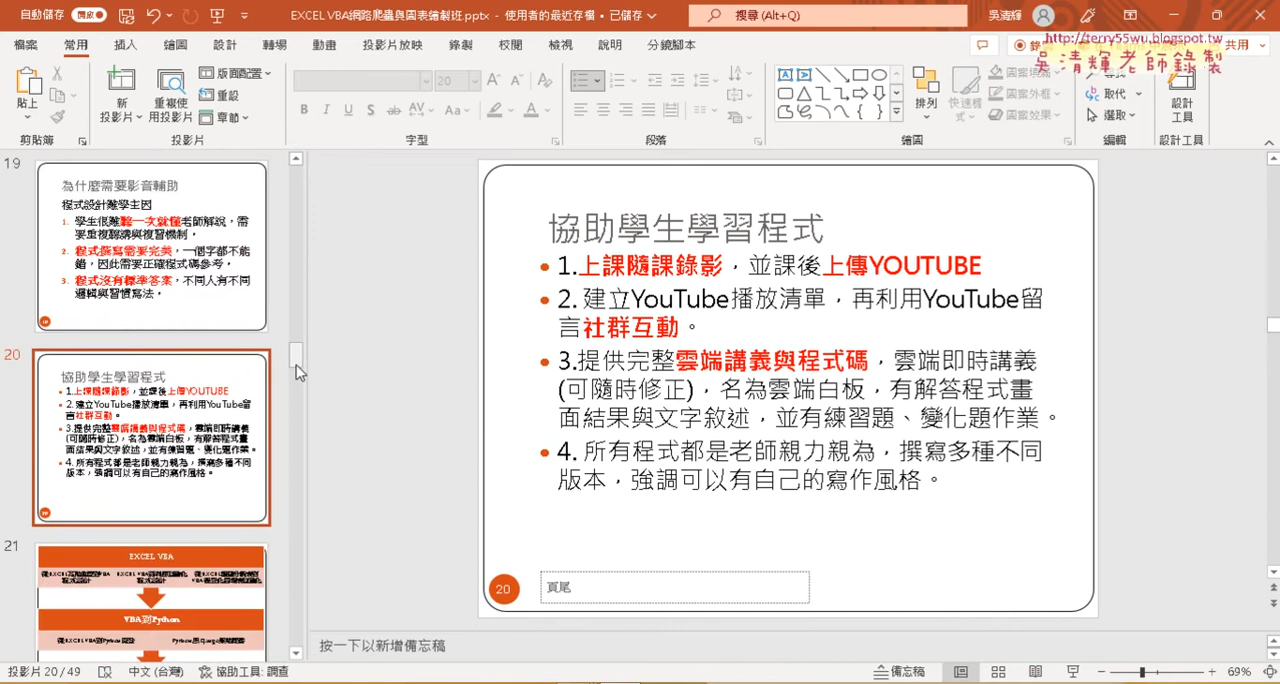 自動儲存 開啟 EXCEL VBA網路爬蟲與圖表繪製班.pptx - 使用者的最近存檔 • 已儲存 搜尋 (Alt+Q) 吳清輝
檔案 常用 插入 繪圖 設計 轉場 動畫 投影片放映 錄製 校閱 檢視 說明 分鏡腳本 共用
http://terry55wu.blogspot.tw
吳清輝老師錄製
貼上 新投影片 重複使用投影片 版面配置 重設 章節
20
排列 快速樣式 圖案填滿 圖案外框 圖案效果
取代 選取 設計工具
剪貼簿 投影片 字型 段落 繪圖 編輯 設計工具
19
為什麼需要影音輔助
程式設計難學主因
1. 學生很難聽一次就懂老師解說，需
要重複聽講與複習機制。
2. 程式撰寫需要完美，一個字都不能
錯，因此需要正確程式碼參考。
3. 程式沒有標準答案，不同人有不同
邏輯與習慣寫法。
19
20
協助學生學習程式
1.上課隨課錄影，並課後上傳YOUTUBE
2. 建立YouTube播放清單，再利用YouTube留
言社群互動。
3.提供完整雲端講義與程式碼，雲端即時講義
(可隨時修正)，名為雲端白板，有解答程式畫
面結果與文字敘述，並有練習題、變化題作業。
4. 所有程式都是老師親力親為，撰寫多種不同
版本，強調可以有自己的寫作風格。
20
21
EXCEL VBA
VBA到Python
協助學生學習程式
1.上課隨課錄影，並課後上傳YOUTUBE
2. 建立YouTube播放清單，再利用YouTube留
言社群互動。
3.提供完整雲端講義與程式碼，雲端即時講義
(可隨時修正)，名為雲端白板，有解答程式畫
面結果與文字敘述，並有練習題、變化題作業。
4. 所有程式都是老師親力親為，撰寫多種不同
版本，強調可以有自己的寫作風格。
20 頁尾
按一下以新增備忘稿
投影片 20 / 49 中文 (台灣) 協助工具: 調查 備忘稿 69%